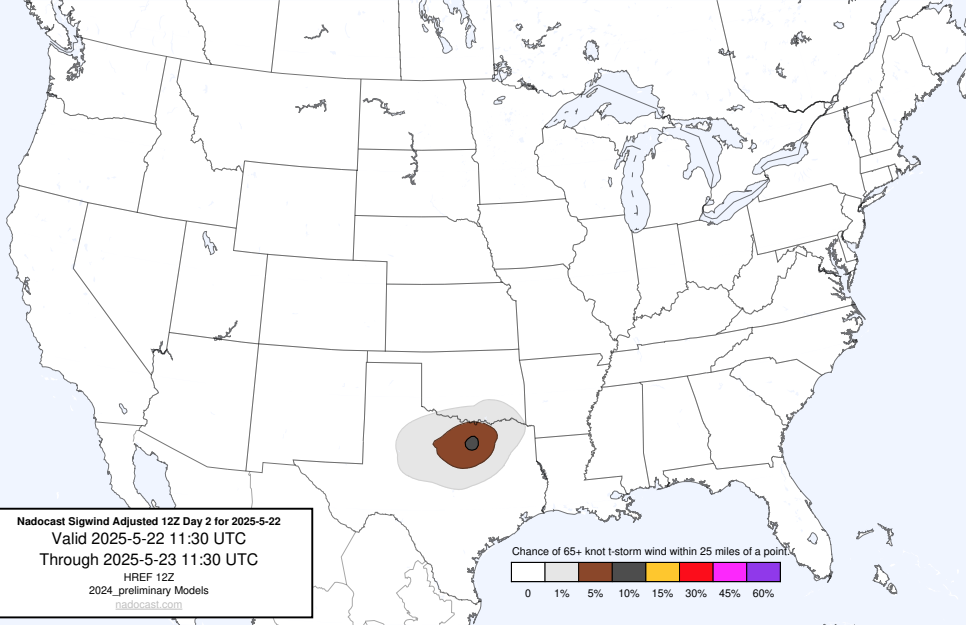 Nadocast Sigwind Adjusted 12Z Day 2 for 2025-5-22
Valid 2025-5-22 11:30 UTC
Through 2025-5-23 11:30 UTC
HREF 12Z
2024_preliminary Models
nadocast.com
Chance of 65+ knot t-storm wind within 25 miles of a point.
0 1% 5% 10% 15% 30% 45% 60%